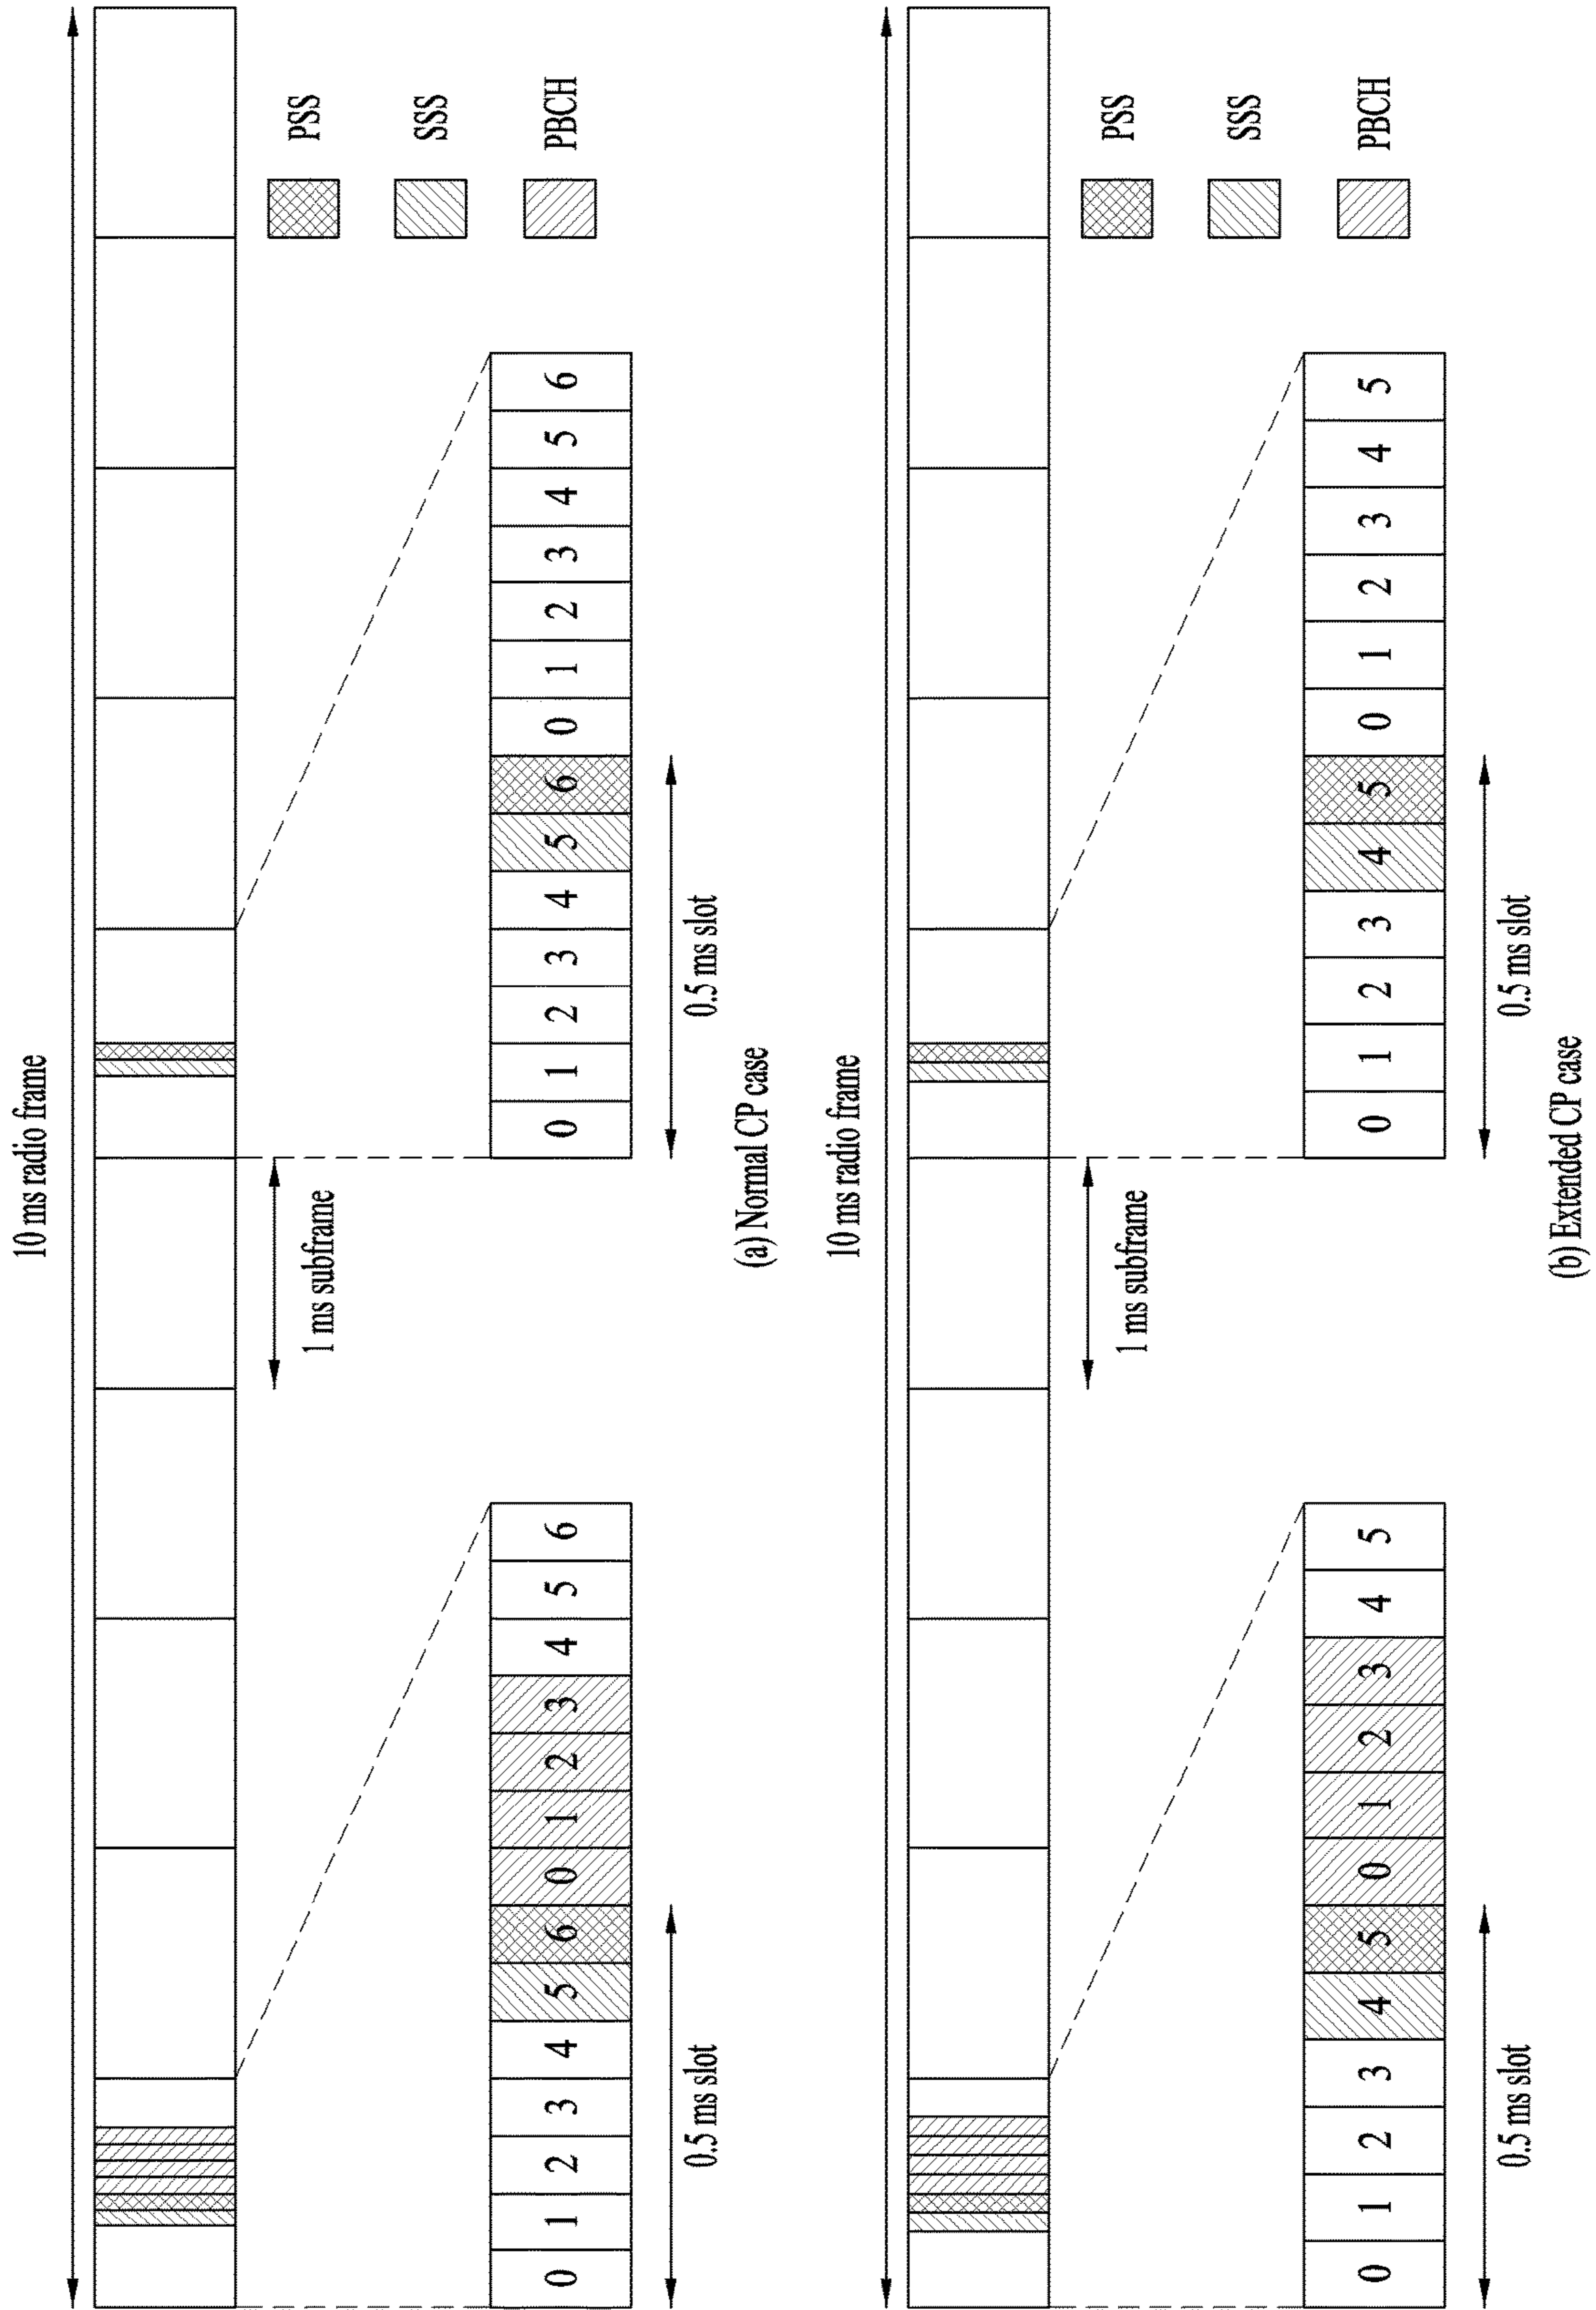 10 ms radio frame
1 ms subframe
PSS
SSS
PBCH
0 1 2 3 4 5 6 0 1 2 3 4 5 6
0 1 2 3 4 5 6 0 1 2 3 4 5 6
0.5 ms slot
0.5 ms slot
(a) Normal CP case
10 ms radio frame
1 ms subframe
PSS
SSS
PBCH
0 1 2 3 4 5 0 1 2 3 4 5
0 1 2 3 4 5 0 1 2 3 4 5
0.5 ms slot
0.5 ms slot
(b) Extended CP case